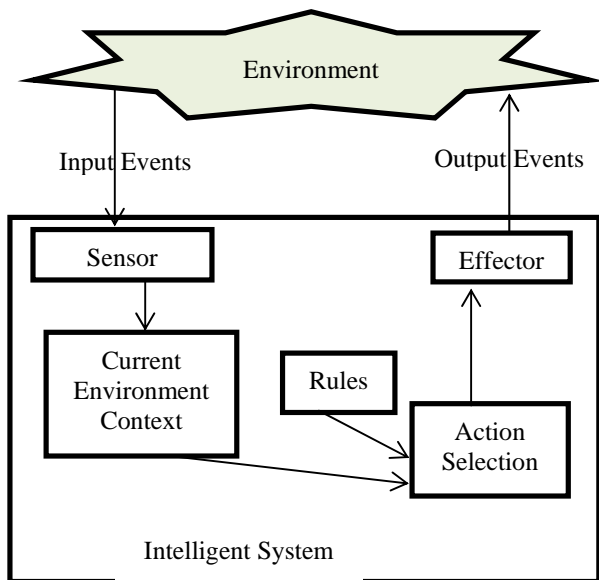 Environment
Input Events
Output Events
Sensor
Effector
Current
Environment
Context
Rules
Action
Selection
Intelligent System